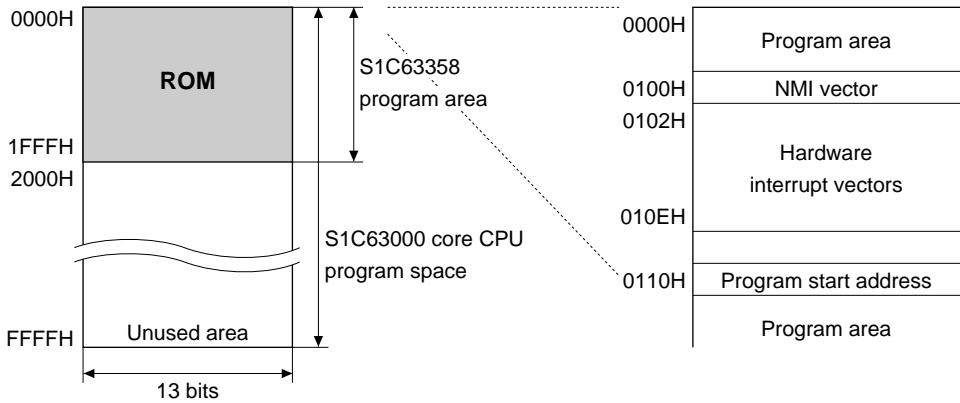 0000H
ROM
1FFFH
2000H
FFFFH
Unused area
13 bits
S1C63358
program area
S1C63000 core CPU
program space
0000H
Program area
0100H
NMI vector
0102H
Hardware
interrupt vectors
010EH
0110H
Program start address
Program area